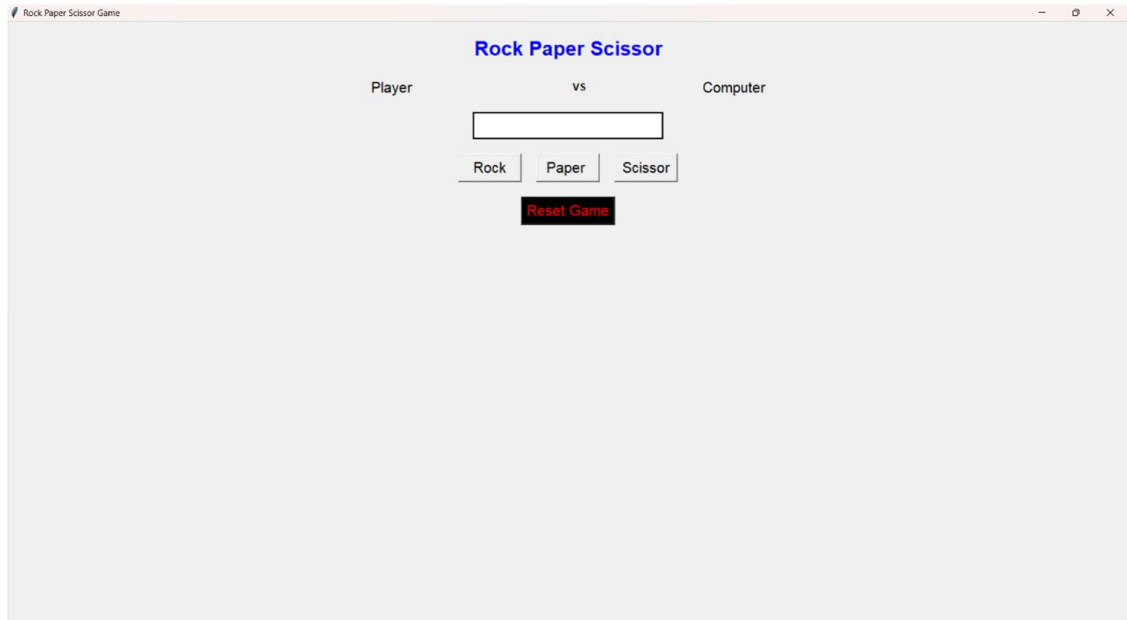 Rock Paper Scissor Game
Rock Paper Scissor
Player vs Computer
Rock Paper Scissor
Reset Game